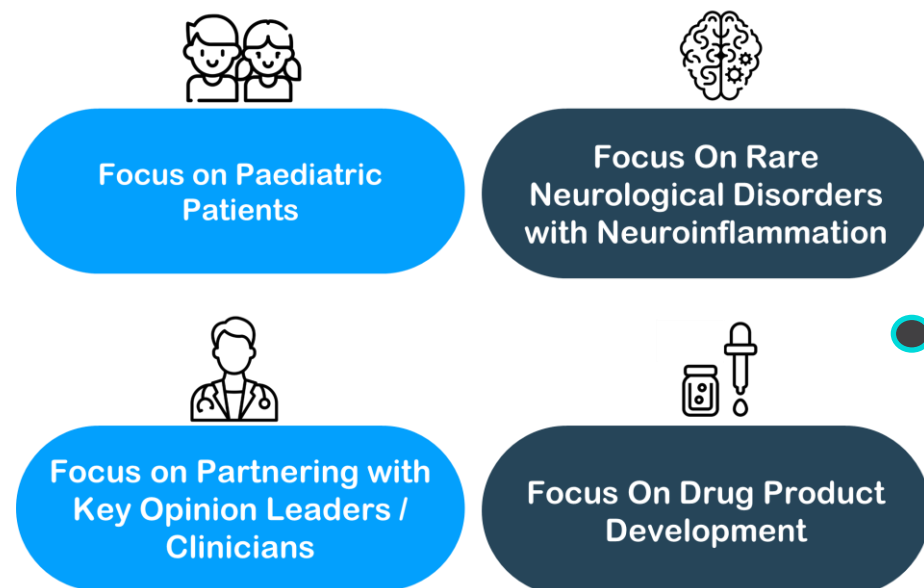 Focus on Paediatric
Patients
Focus On Rare
Neurological Disorders
with Neuroinflammation
Focus on Partnering with
Key Opinion Leaders /
Clinicians
Focus On Drug Product
Development